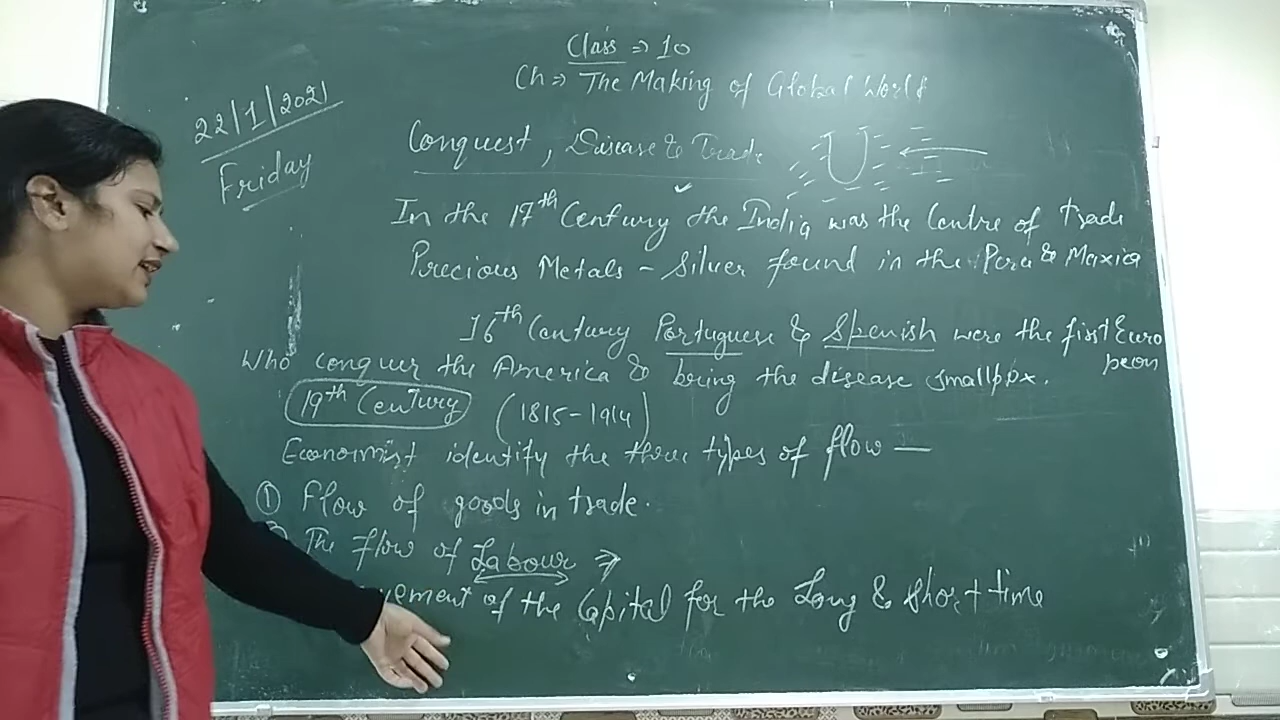 Class ⇒ 10
Ch ⇒ The Making of Global World
22/1/2021
Friday
Conquest, Disease & Trade
In the 17th Century the India was the Centre of trade
Precious Metals - Silver found in the Peru & Maxico
16th Century Portuguese & Spenish were the first Euro
pean
Who conquer the America & bring the disease smallpox.
19th Century (1815-1914)
Economist identify the three types of flow —
① Flow of goods in trade.
The flow of Labour ⇒
of the Capital for the Long & Short time